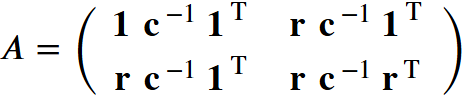 A = ( 1 c⁻¹ 1ᵀ r c⁻¹ 1ᵀ
r c⁻¹ 1ᵀ r c⁻¹ rᵀ )